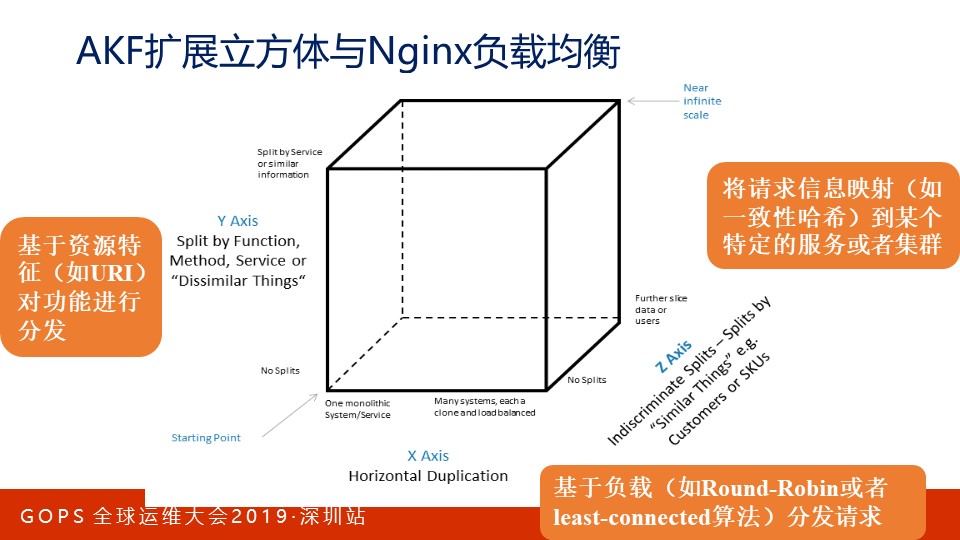 AKF扩展立方体与Nginx负载均衡
Near
infinite
scale
Split by Service
or similar
information
将请求信息映射（如
一致性哈希）到某个
特定的服务或者集群
Y Axis
Split by Function,
Method, Service or
“Dissimilar Things“
基于资源特
征（如URI）
对功能进行
分发
Further slice
data or
users
Z Axis
Indiscriminate Splits – Splits by
“Similar Things” e.g.
Customers or SKUs
No Splits
No Splits
One monolithic
System/Service
Many systems, each a
clone and load balanced
Starting Point
X Axis
Horizontal Duplication
基于负载（如Round-Robin或者
least-connected算法）分发请求
GOPS 全球运维大会2019·深圳站